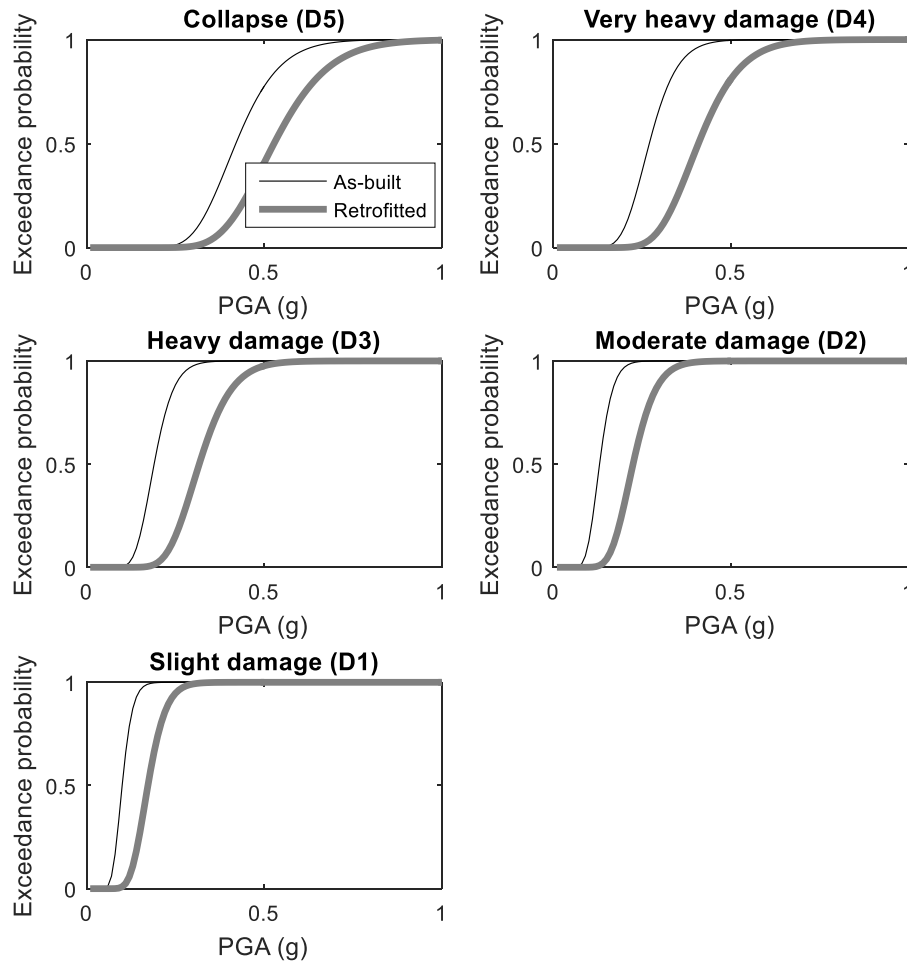 Collapse (D5)
Exceedance probability
1
0.5
0
As-built
Retrofitted
0
0.5
1
PGA (g)
Very heavy damage (D4)
Exceedance probability
1
0.5
0
0
0.5
1
PGA (g)
Heavy damage (D3)
Exceedance probability
1
0.5
0
0
0.5
1
PGA (g)
Moderate damage (D2)
Exceedance probability
1
0.5
0
0
0.5
1
PGA (g)
Slight damage (D1)
Exceedance probability
1
0.5
0
0
0.5
1
PGA (g)